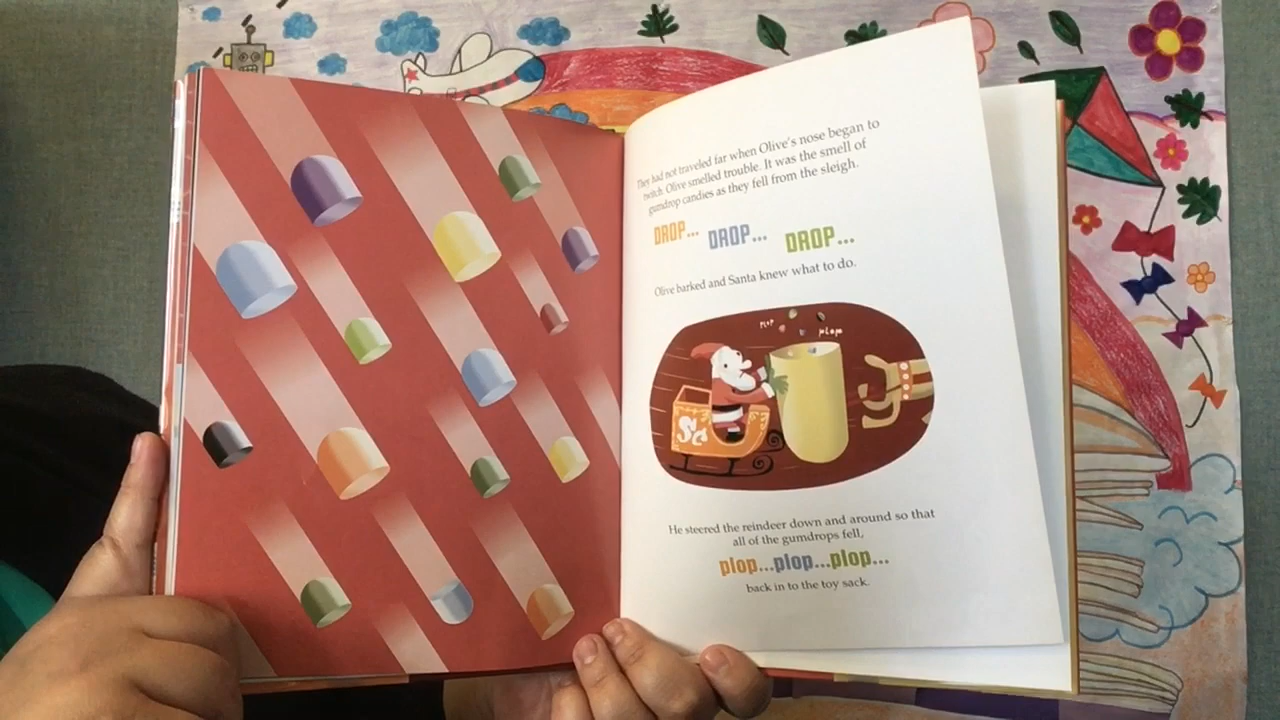 They had not traveled far when Olive's nose began to
twitch. Olive smelled trouble. It was the smell of
gumdrop candies as they fell from the sleigh.
DROP... DROP... DROP...
Olive barked and Santa knew what to do.
PLOP
plop
SC
He steered the reindeer down and around so that
all of the gumdrops fell,
plop...plop...plop...
back in to the toy sack.